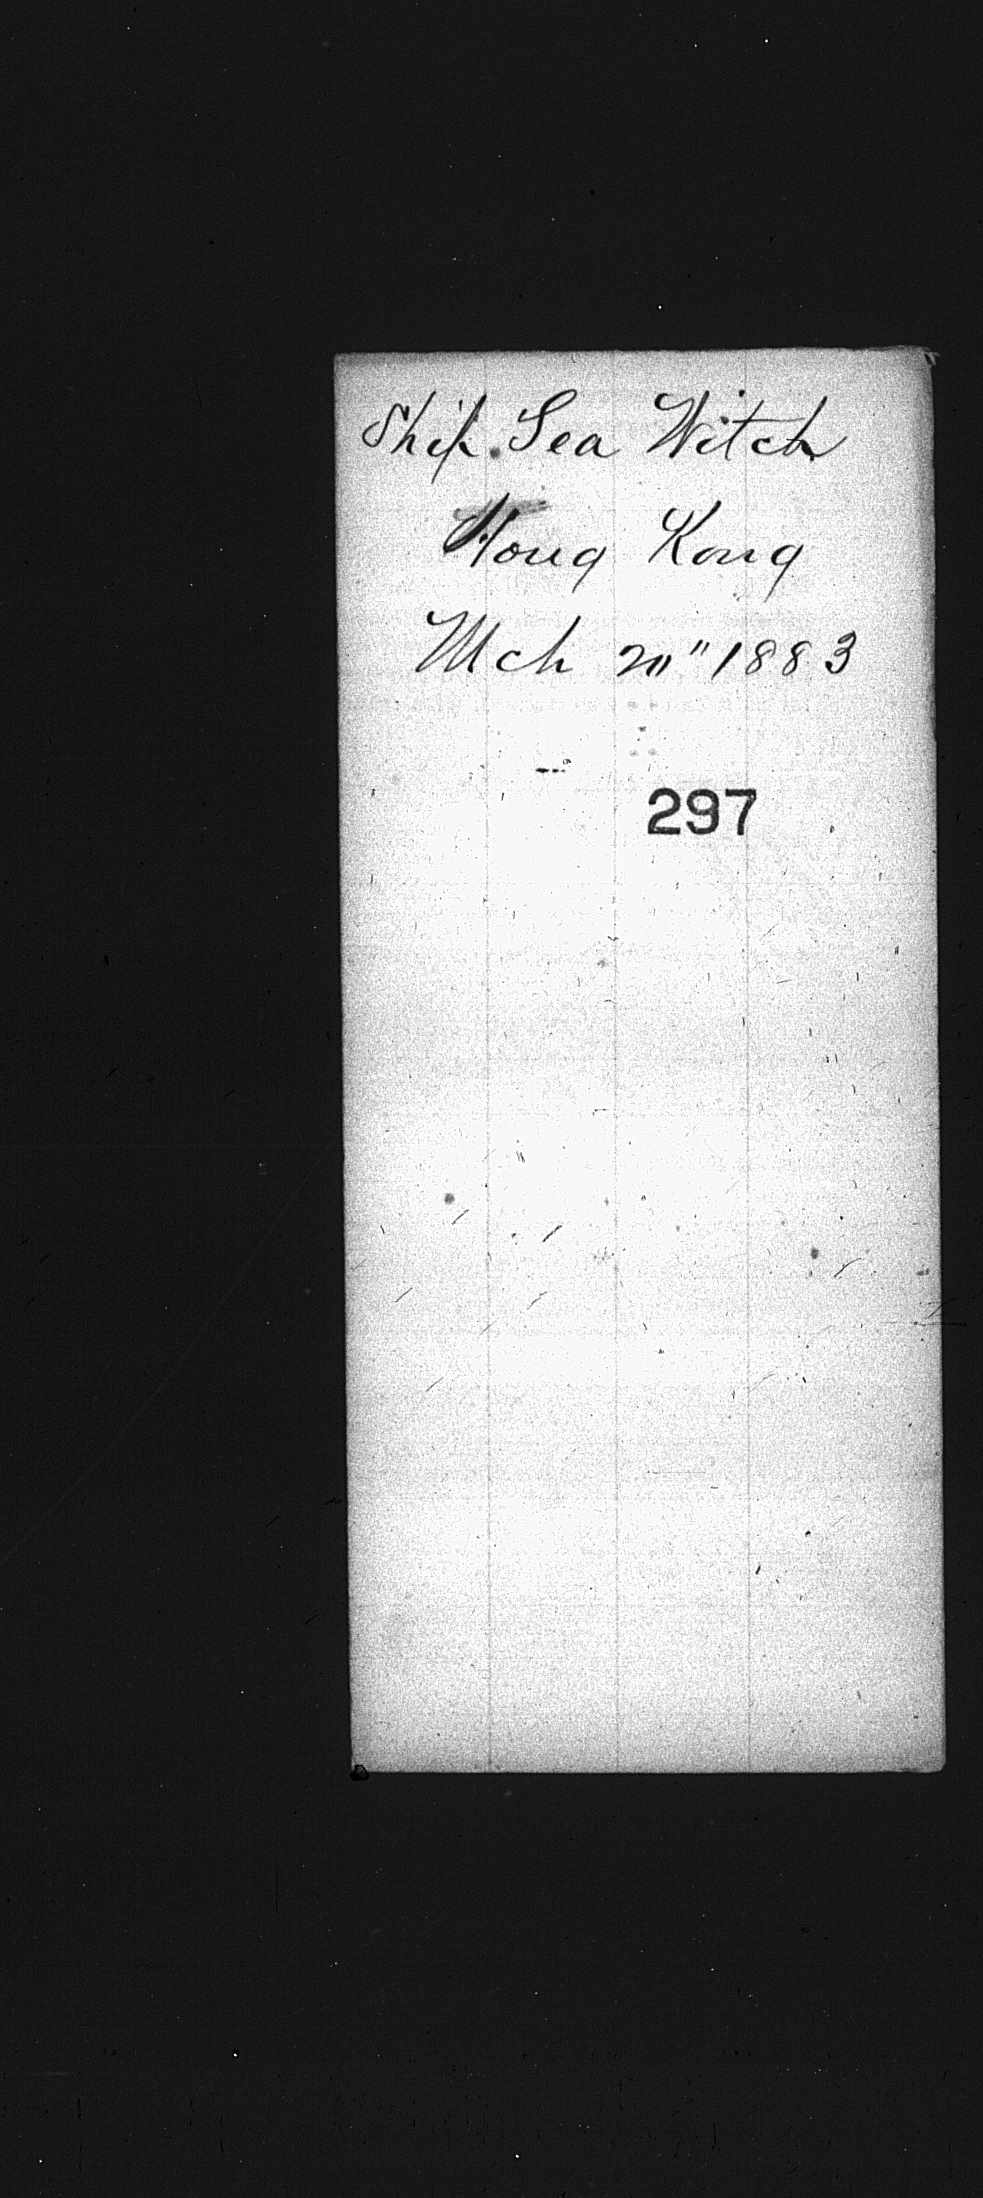 Ship Sea Witch
Hong Kong
Mch 20" 1883
297